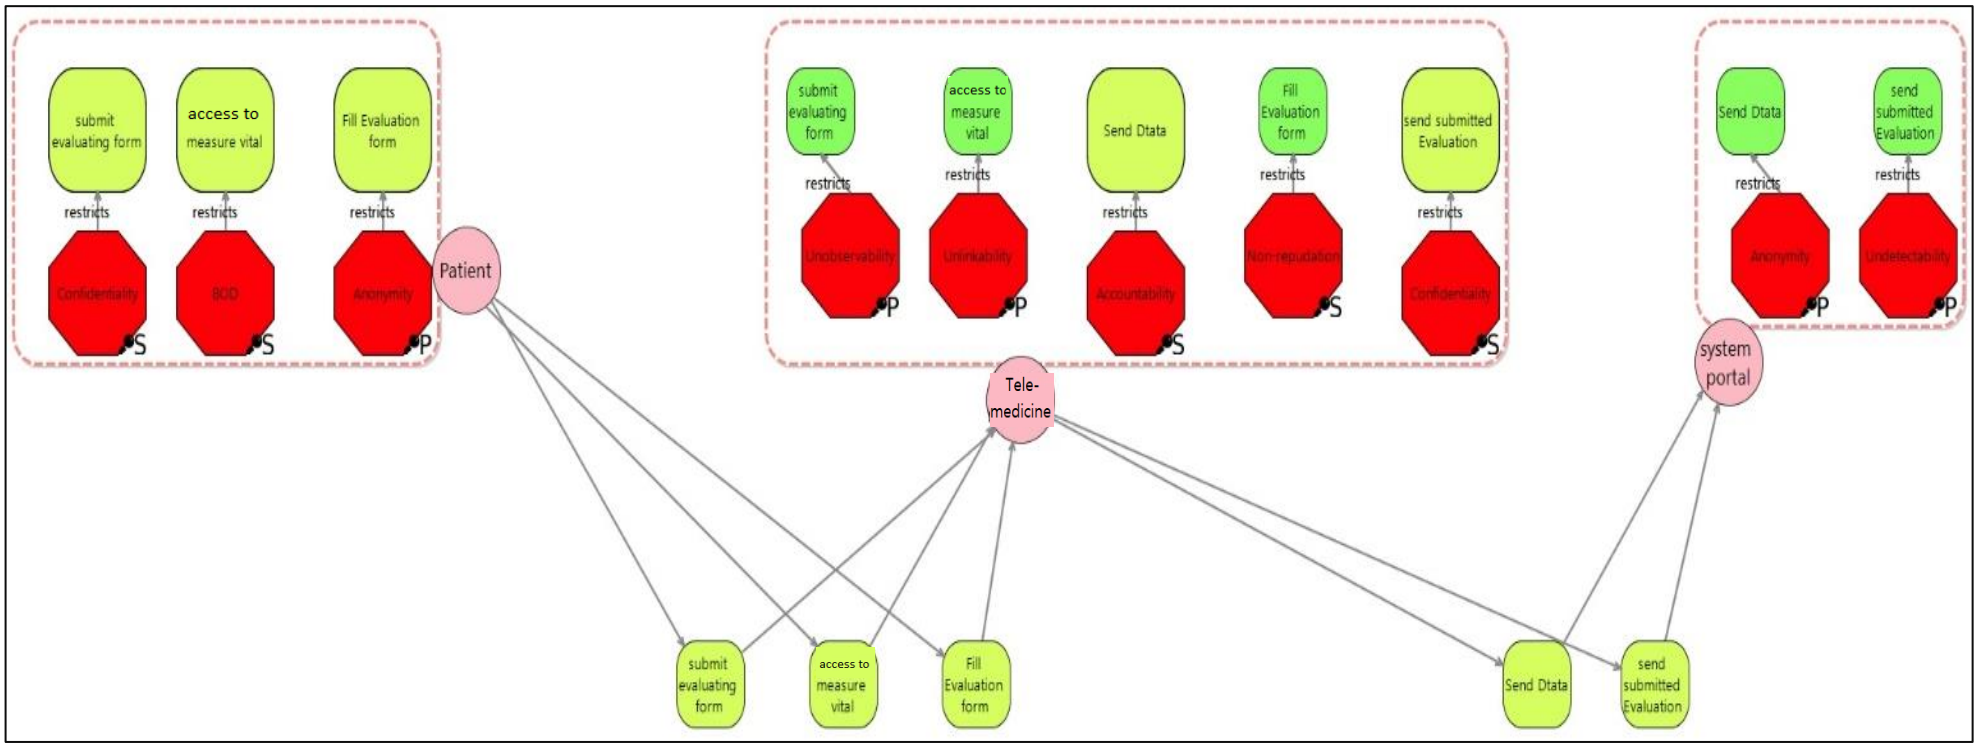 submit
evaluating form
access to
measure vital
Fill Evaluation
form
restricts
restricts
restricts
Confidentiality
S
BOD
S
Anonymity
P
Patient
submit
evaluating
form
access to
measure
vital
Send Dtata
Fill
Evaluation
form
send submitted
Evaluation
restricts
restricts
restricts
restricts
restricts
Unobservability
P
Unlinkability
P
Accountability
S
Non-repudation
S
Confidentiality
S
Tele-
medicine
Send Dtata
send
submitted
Evaluation
restricts
restricts
Anonymity
P
Undetectability
P
system
portal
submit
evaluating
form
access to
measure
vital
Fill
Evaluation
form
Send Dtata
send
submitted
Evaluation